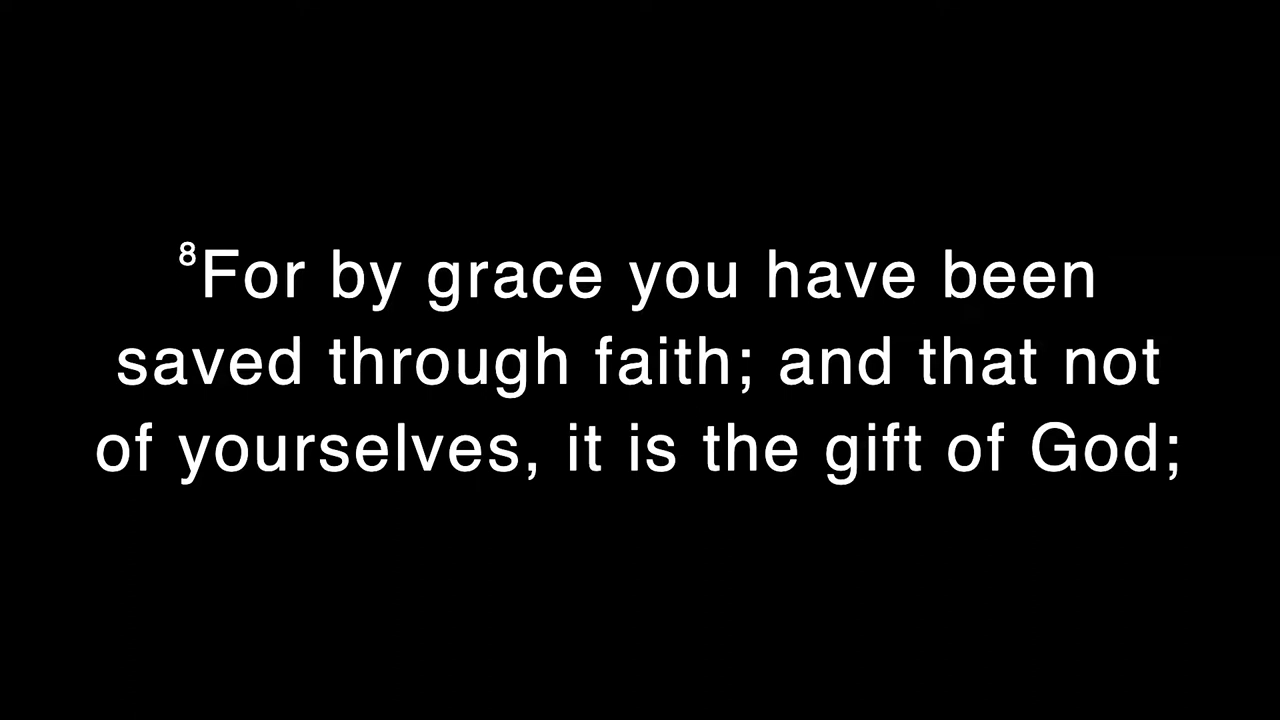 ⁸For by grace you have been
saved through faith; and that not
of yourselves, it is the gift of God;